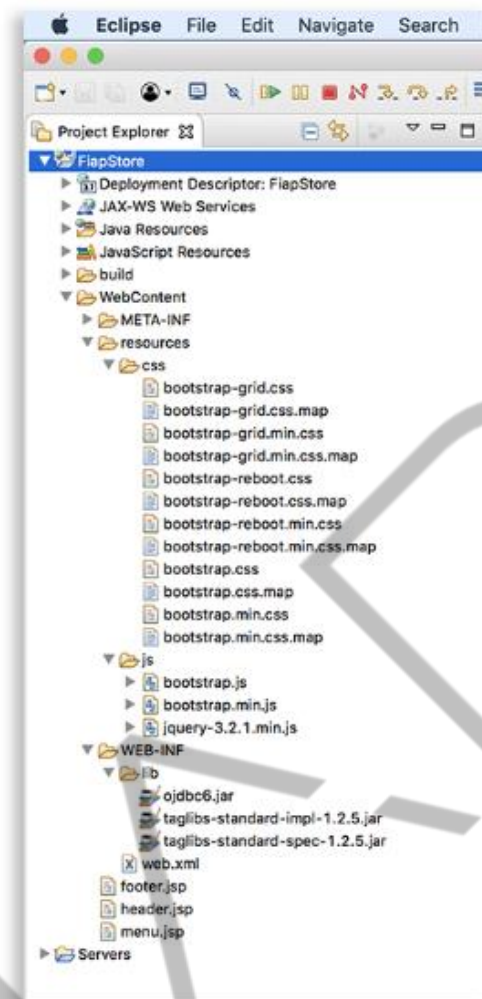 Eclipse File Edit Navigate Search
Project Explorer
FiapStore
Deployment Descriptor: FiapStore
JAX-WS Web Services
Java Resources
JavaScript Resources
build
WebContent
META-INF
resources
css
bootstrap-grid.css
bootstrap-grid.css.map
bootstrap-grid.min.css
bootstrap-grid.min.css.map
bootstrap-reboot.css
bootstrap-reboot.css.map
bootstrap-reboot.min.css
bootstrap-reboot.min.css.map
bootstrap.css
bootstrap.css.map
bootstrap.min.css
bootstrap.min.css.map
js
bootstrap.js
bootstrap.min.js
jquery-3.2.1.min.js
WEB-INF
lib
ojdbc6.jar
taglibs-standard-impl-1.2.5.jar
taglibs-standard-spec-1.2.5.jar
web.xml
footer.jsp
header.jsp
menu.jsp
Servers